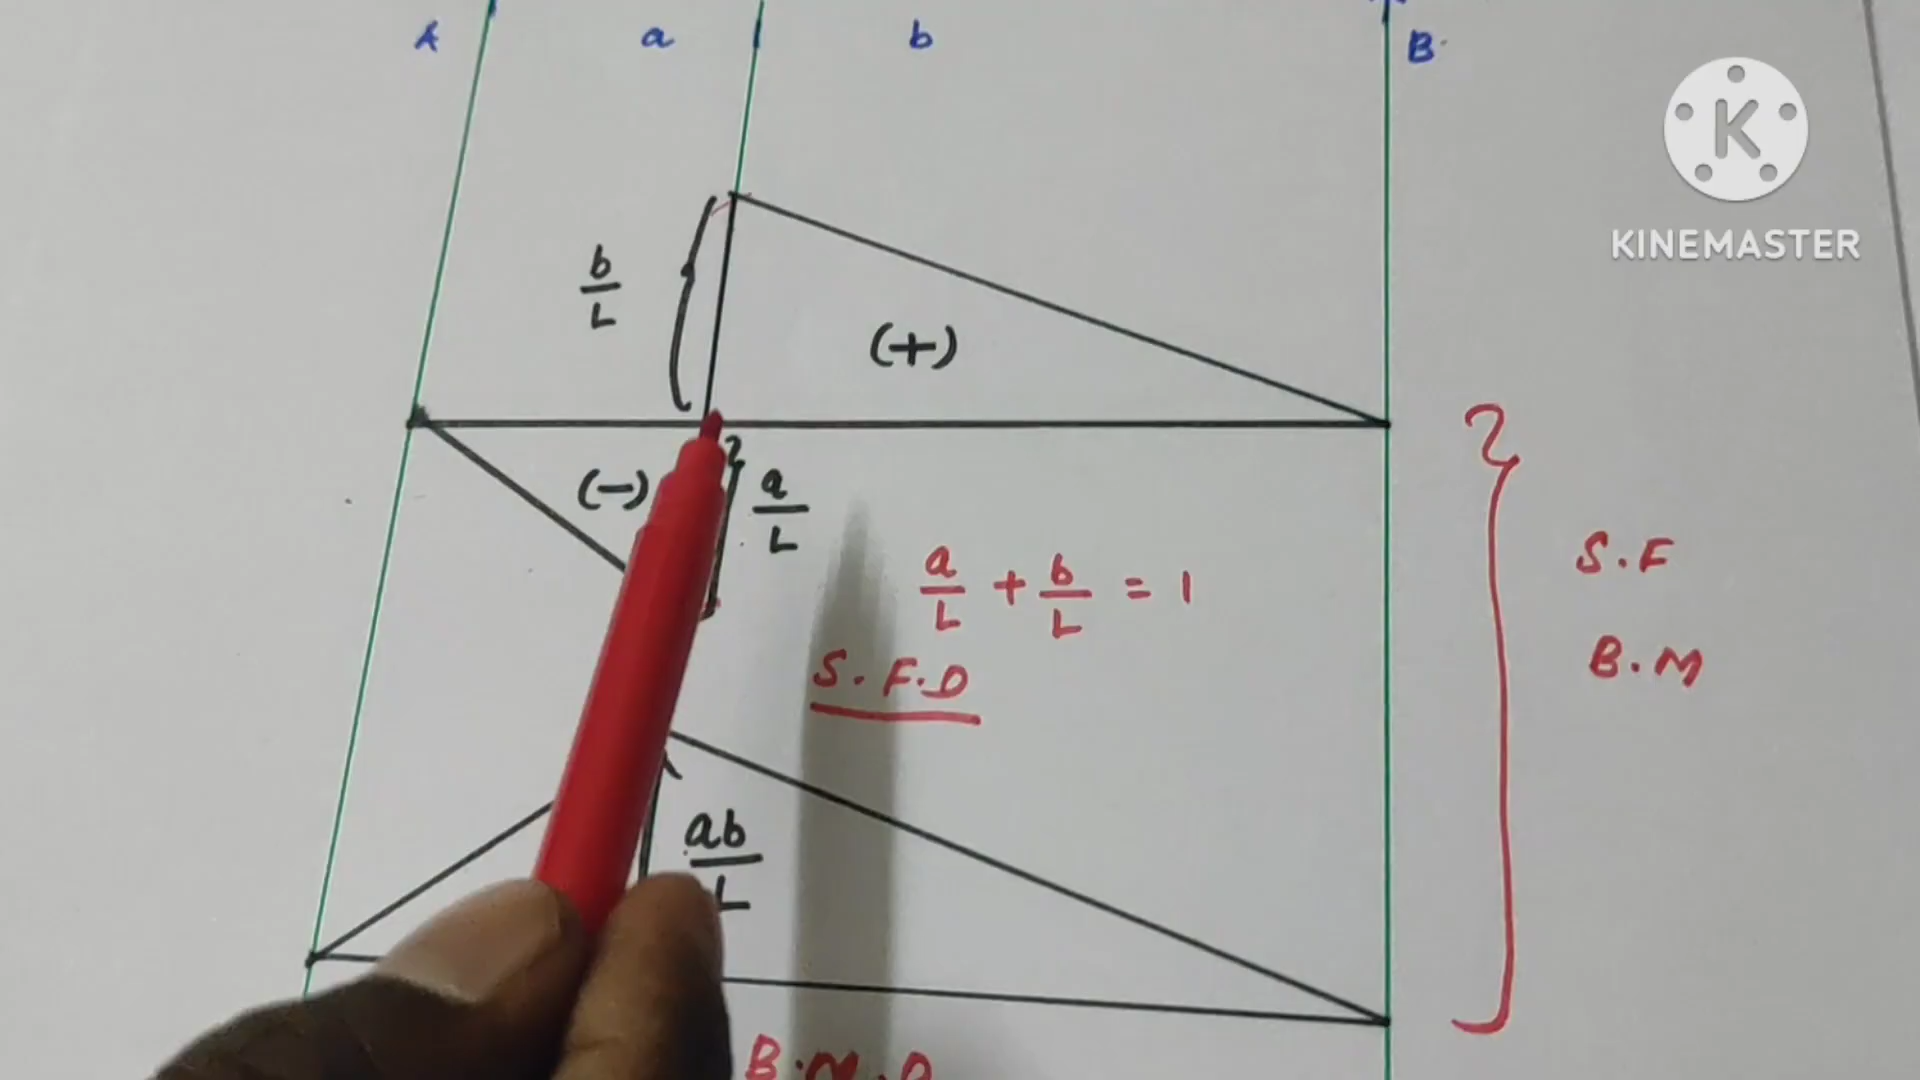 A a b B
K
KINEMASTER
b
L
(+)
(-)
a
L
a/L + b/L = 1
S.F
S.F.D
B.M
ab
L
B.M.D